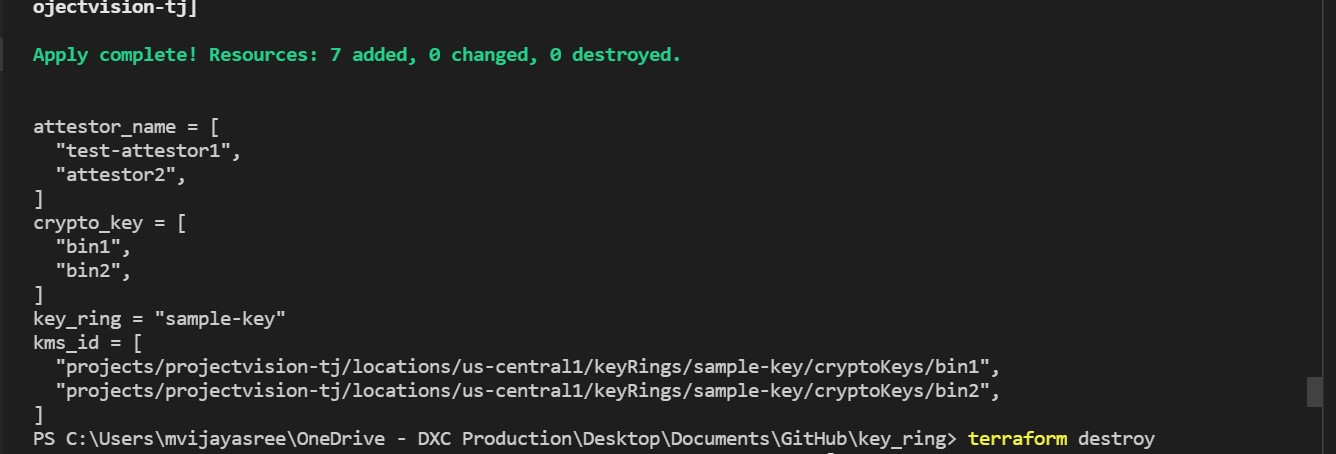 ojectvision-tj]
Apply complete! Resources: 7 added, 0 changed, 0 destroyed.
attestor_name = [
  "test-attestor1",
  "attestor2",
]
crypto_key = [
  "bin1",
  "bin2",
]
key_ring = "sample-key"
kms_id = [
  "projects/projectvision-tj/locations/us-central1/keyRings/sample-key/cryptoKeys/bin1",
  "projects/projectvision-tj/locations/us-central1/keyRings/sample-key/cryptoKeys/bin2",
]
PS C:\Users\mvijayasree\OneDrive - DXC Production\Desktop\Documents\GitHub\key_ring> terraform destroy